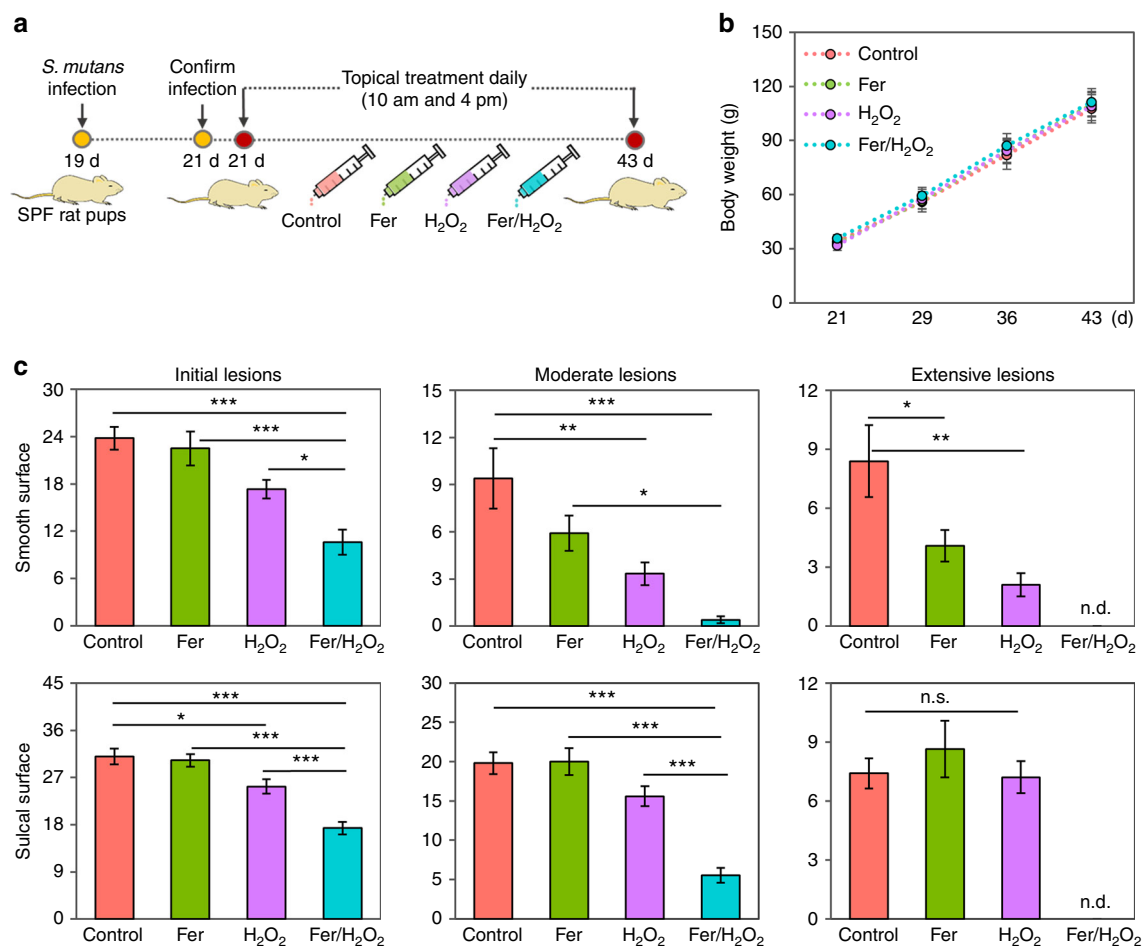 a
S. mutans
infection
Confirm
infection
Topical treatment daily
(10 am and 4 pm)
19 d
21 d
21 d
43 d
SPF rat pups
Control
Fer
H₂O₂
Fer/H₂O₂
b
150
120
90
60
30
0
Body weight (g)
Control
Fer
H₂O₂
Fer/H₂O₂
21
29
36
43
(d)
c
Initial lesions
Smooth surface
30
24
18
12
6
0
***
***
*
Control
Fer
H₂O₂
Fer/H₂O₂
Moderate lesions
15
12
9
6
3
0
***
**
*
Control
Fer
H₂O₂
Fer/H₂O₂
Extensive lesions
12
9
6
3
0
*
**
n.d.
Control
Fer
H₂O₂
Fer/H₂O₂
Sulcal surface
45
36
27
18
9
0
***
*
***
***
Control
Fer
H₂O₂
Fer/H₂O₂
30
25
20
15
10
5
0
***
***
***
Control
Fer
H₂O₂
Fer/H₂O₂
12
9
6
3
0
n.s.
n.d.
Control
Fer
H₂O₂
Fer/H₂O₂